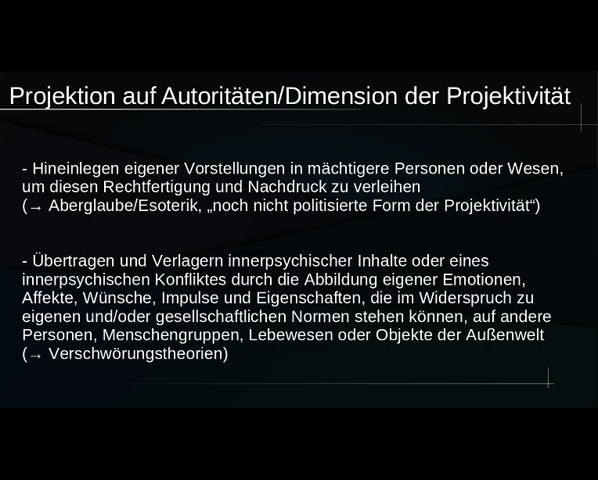 Projektion auf Autoritäten/Dimension der Projektivität
- Hineinlegen eigener Vorstellungen in mächtigere Personen oder Wesen,
um diesen Rechtfertigung und Nachdruck zu verleihen
(→ Aberglaube/Esoterik, „noch nicht politisierte Form der Projektivität“)
- Übertragen und Verlagern innerpsychischer Inhalte oder eines
innerpsychischen Konfliktes durch die Abbildung eigener Emotionen,
Affekte, Wünsche, Impulse und Eigenschaften, die im Widerspruch zu
eigenen und/oder gesellschaftlichen Normen stehen können, auf andere
Personen, Menschengruppen, Lebewesen oder Objekte der Außenwelt
(→ Verschwörungstheorien)